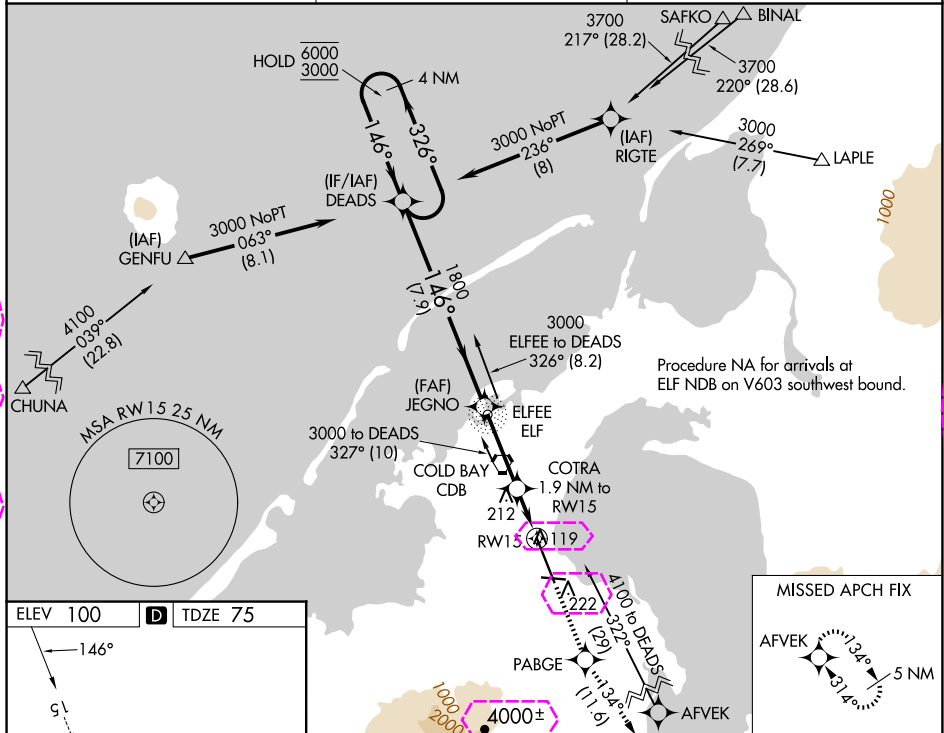 3700
217° (28.2)
SAFKO
BINAL
3700
220° (28.6)
HOLD
6000
3000
4 NM
146°
326°
3000 NoPT
236°
(8)
(IAF)
RIGTE
3000
269°
(7.7)
LAPLE
1000
(IF/IAF)
DEADS
(IAF)
GENFU
3000 NoPT
063°
(8.1)
4100
039°
(22.8)
CHUNA
1800
146°
(7.9)
3000
ELFEE to DEADS
326° (8.2)
Procedure NA for arrivals at
ELF NDB on V603 southwest bound.
(FAF)
JEGNO
ELFEE
ELF
MSA RW15 25 NM
7100
3000 to DEADS
327° (10)
COLD BAY
CDB
COTRA
1.9 NM to
RW15
212
RW15
119
222
4100 to DEADS
322°
(29)
PABGE
134°
(11.6)
AFVEK
1000
2000
4000±
MISSED APCH FIX
AFVEK
134°
314°
5 NM
ELEV 100
D
TDZE 75
146°
15